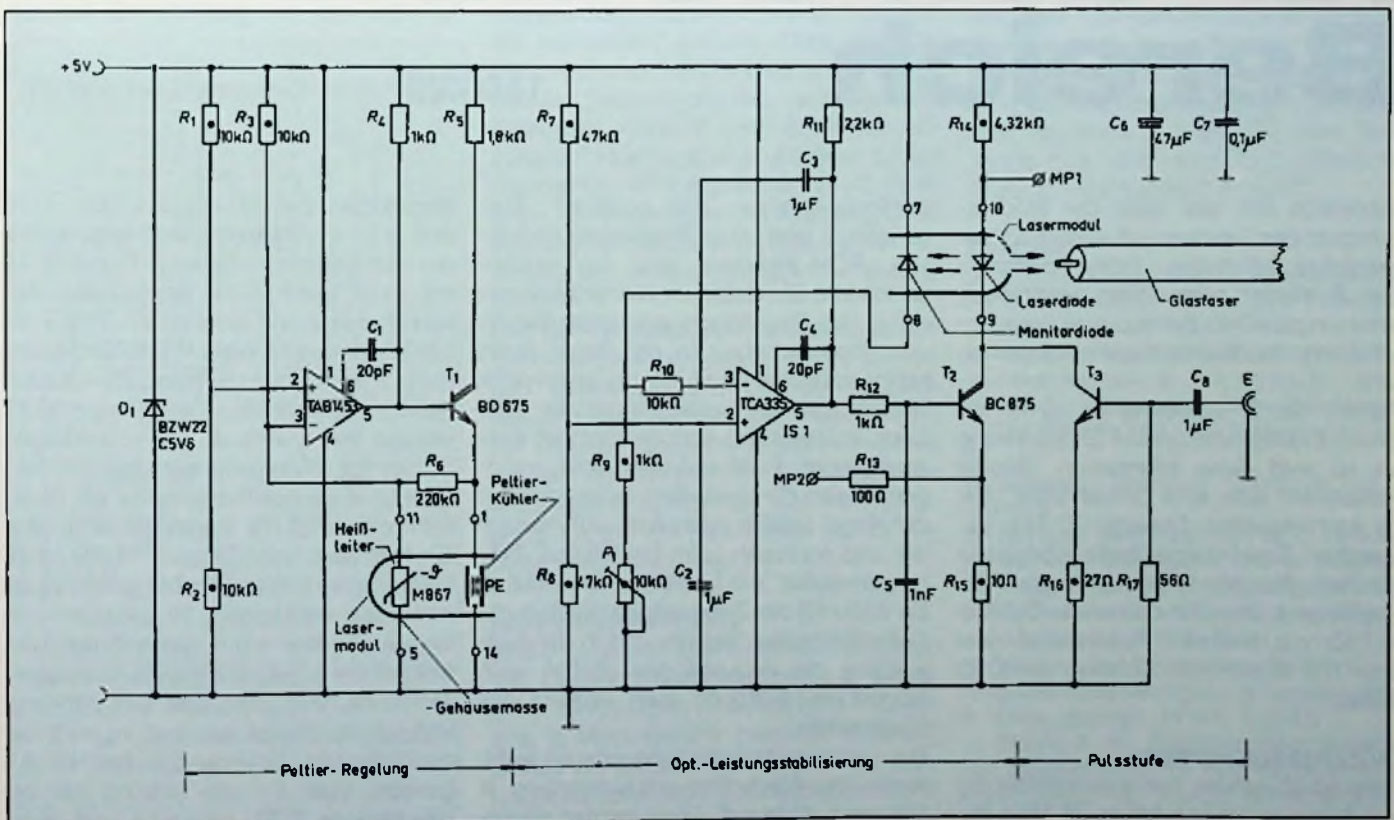 +5V
R1
10kΩ
R3
10kΩ
R4
1kΩ
R5
1,8kΩ
R7
47kΩ
R11
2,2kΩ
R14
4,32kΩ
C6
47µF
C7
0,1µF
C3
1µF
MP1
7
10
Lasermodul
Laserdiode
Glasfaser
8
9
Monitordiode
D1
BZW22
C5V6
2
+
1
6
C1
20pF
TAB1453
5
3
-
4
T1
BD 675
R6
220kΩ
Peltier-
Kühler
11
1
Heiß-
leiter
-ϑ
M867
PE
Laser-
modul
5
14
-Gehäusemasse
R2
10kΩ
R10
10kΩ
R9
1kΩ
P1
10kΩ
R8
47kΩ
C2
1µF
3
-
1
6
C4
20pF
TCA335
2
+
5
4
IS 1
R12
1kΩ
T2
BC 875
T3
C8
1µF
E
MP2
R13
100Ω
C5
1nF
R15
10Ω
R16
27Ω
R17
56Ω
Peltier-Regelung
Opt.-Leistungsstabilisierung
Pulsstufe